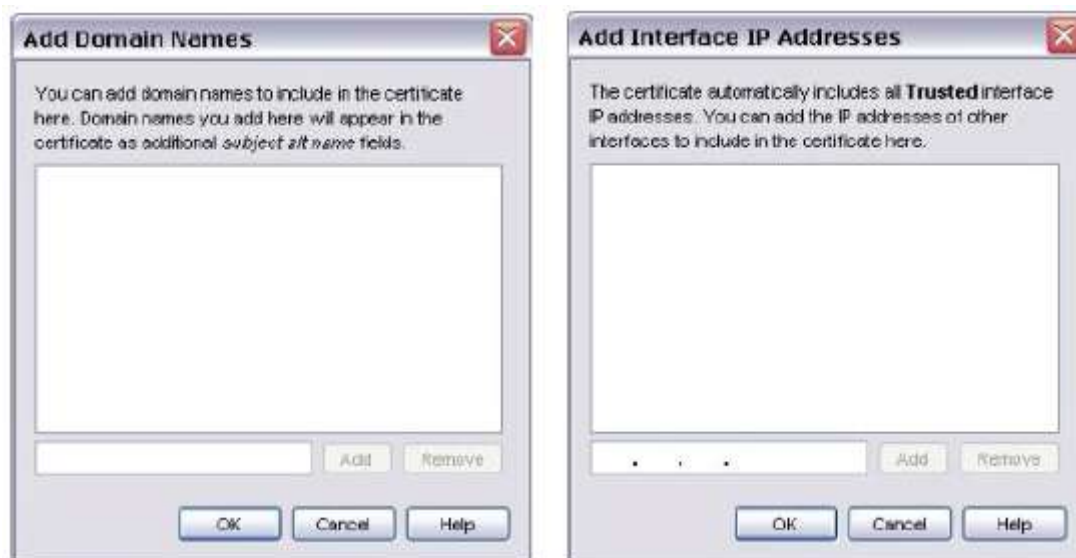 Add Domain Names
You can add domain names to include in the certificate
here. Domain names you add here will appear in the
certificate as additional subject alt name fields.
Add
Remove
OK
Cancel
Help
Add Interface IP Addresses
The certificate automatically includes all Trusted interface
IP addresses. You can add the IP addresses of other
interfaces to include in the certificate here.
. . .
Add
Remove
OK
Cancel
Help